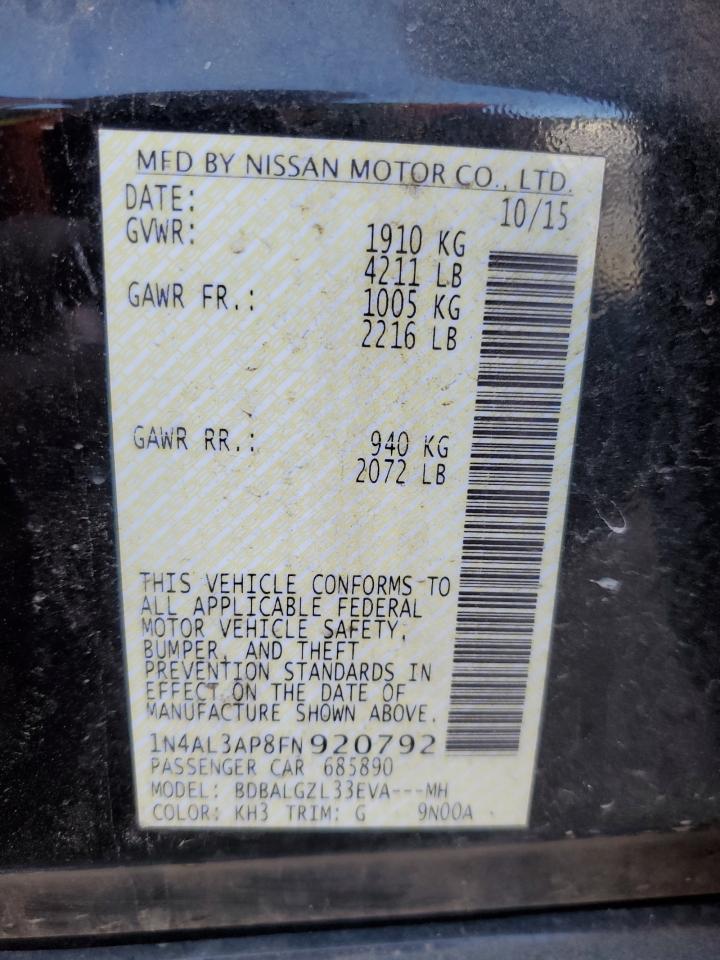 MFD BY NISSAN MOTOR CO., LTD.
DATE: 10/15
GVWR: 1910 KG
4211 LB
GAWR FR.: 1005 KG
2216 LB
GAWR RR.: 940 KG
2072 LB
THIS VEHICLE CONFORMS TO
ALL APPLICABLE FEDERAL
MOTOR VEHICLE SAFETY,
BUMPER, AND THEFT
PREVENTION STANDARDS IN
EFFECT ON THE DATE OF
MANUFACTURE SHOWN ABOVE.
1N4AL3AP8FN920792
PASSENGER CAR 685890
MODEL: BDBALGZL33EVA---MH
COLOR: KH3 TRIM: G 9N00A